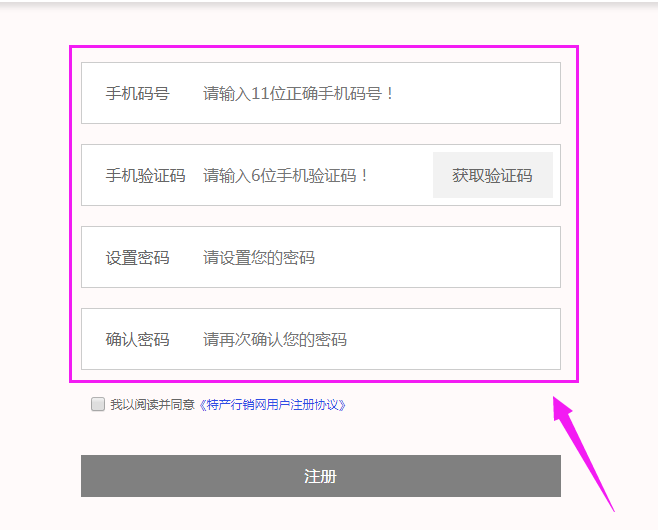 手机码号 请输入11位正确手机码号！
手机验证码 请输入6位手机验证码！ 获取验证码
设置密码 请设置您的密码
确认密码 请再次确认您的密码
我以阅读并同意《特产行销网用户注册协议》
注册